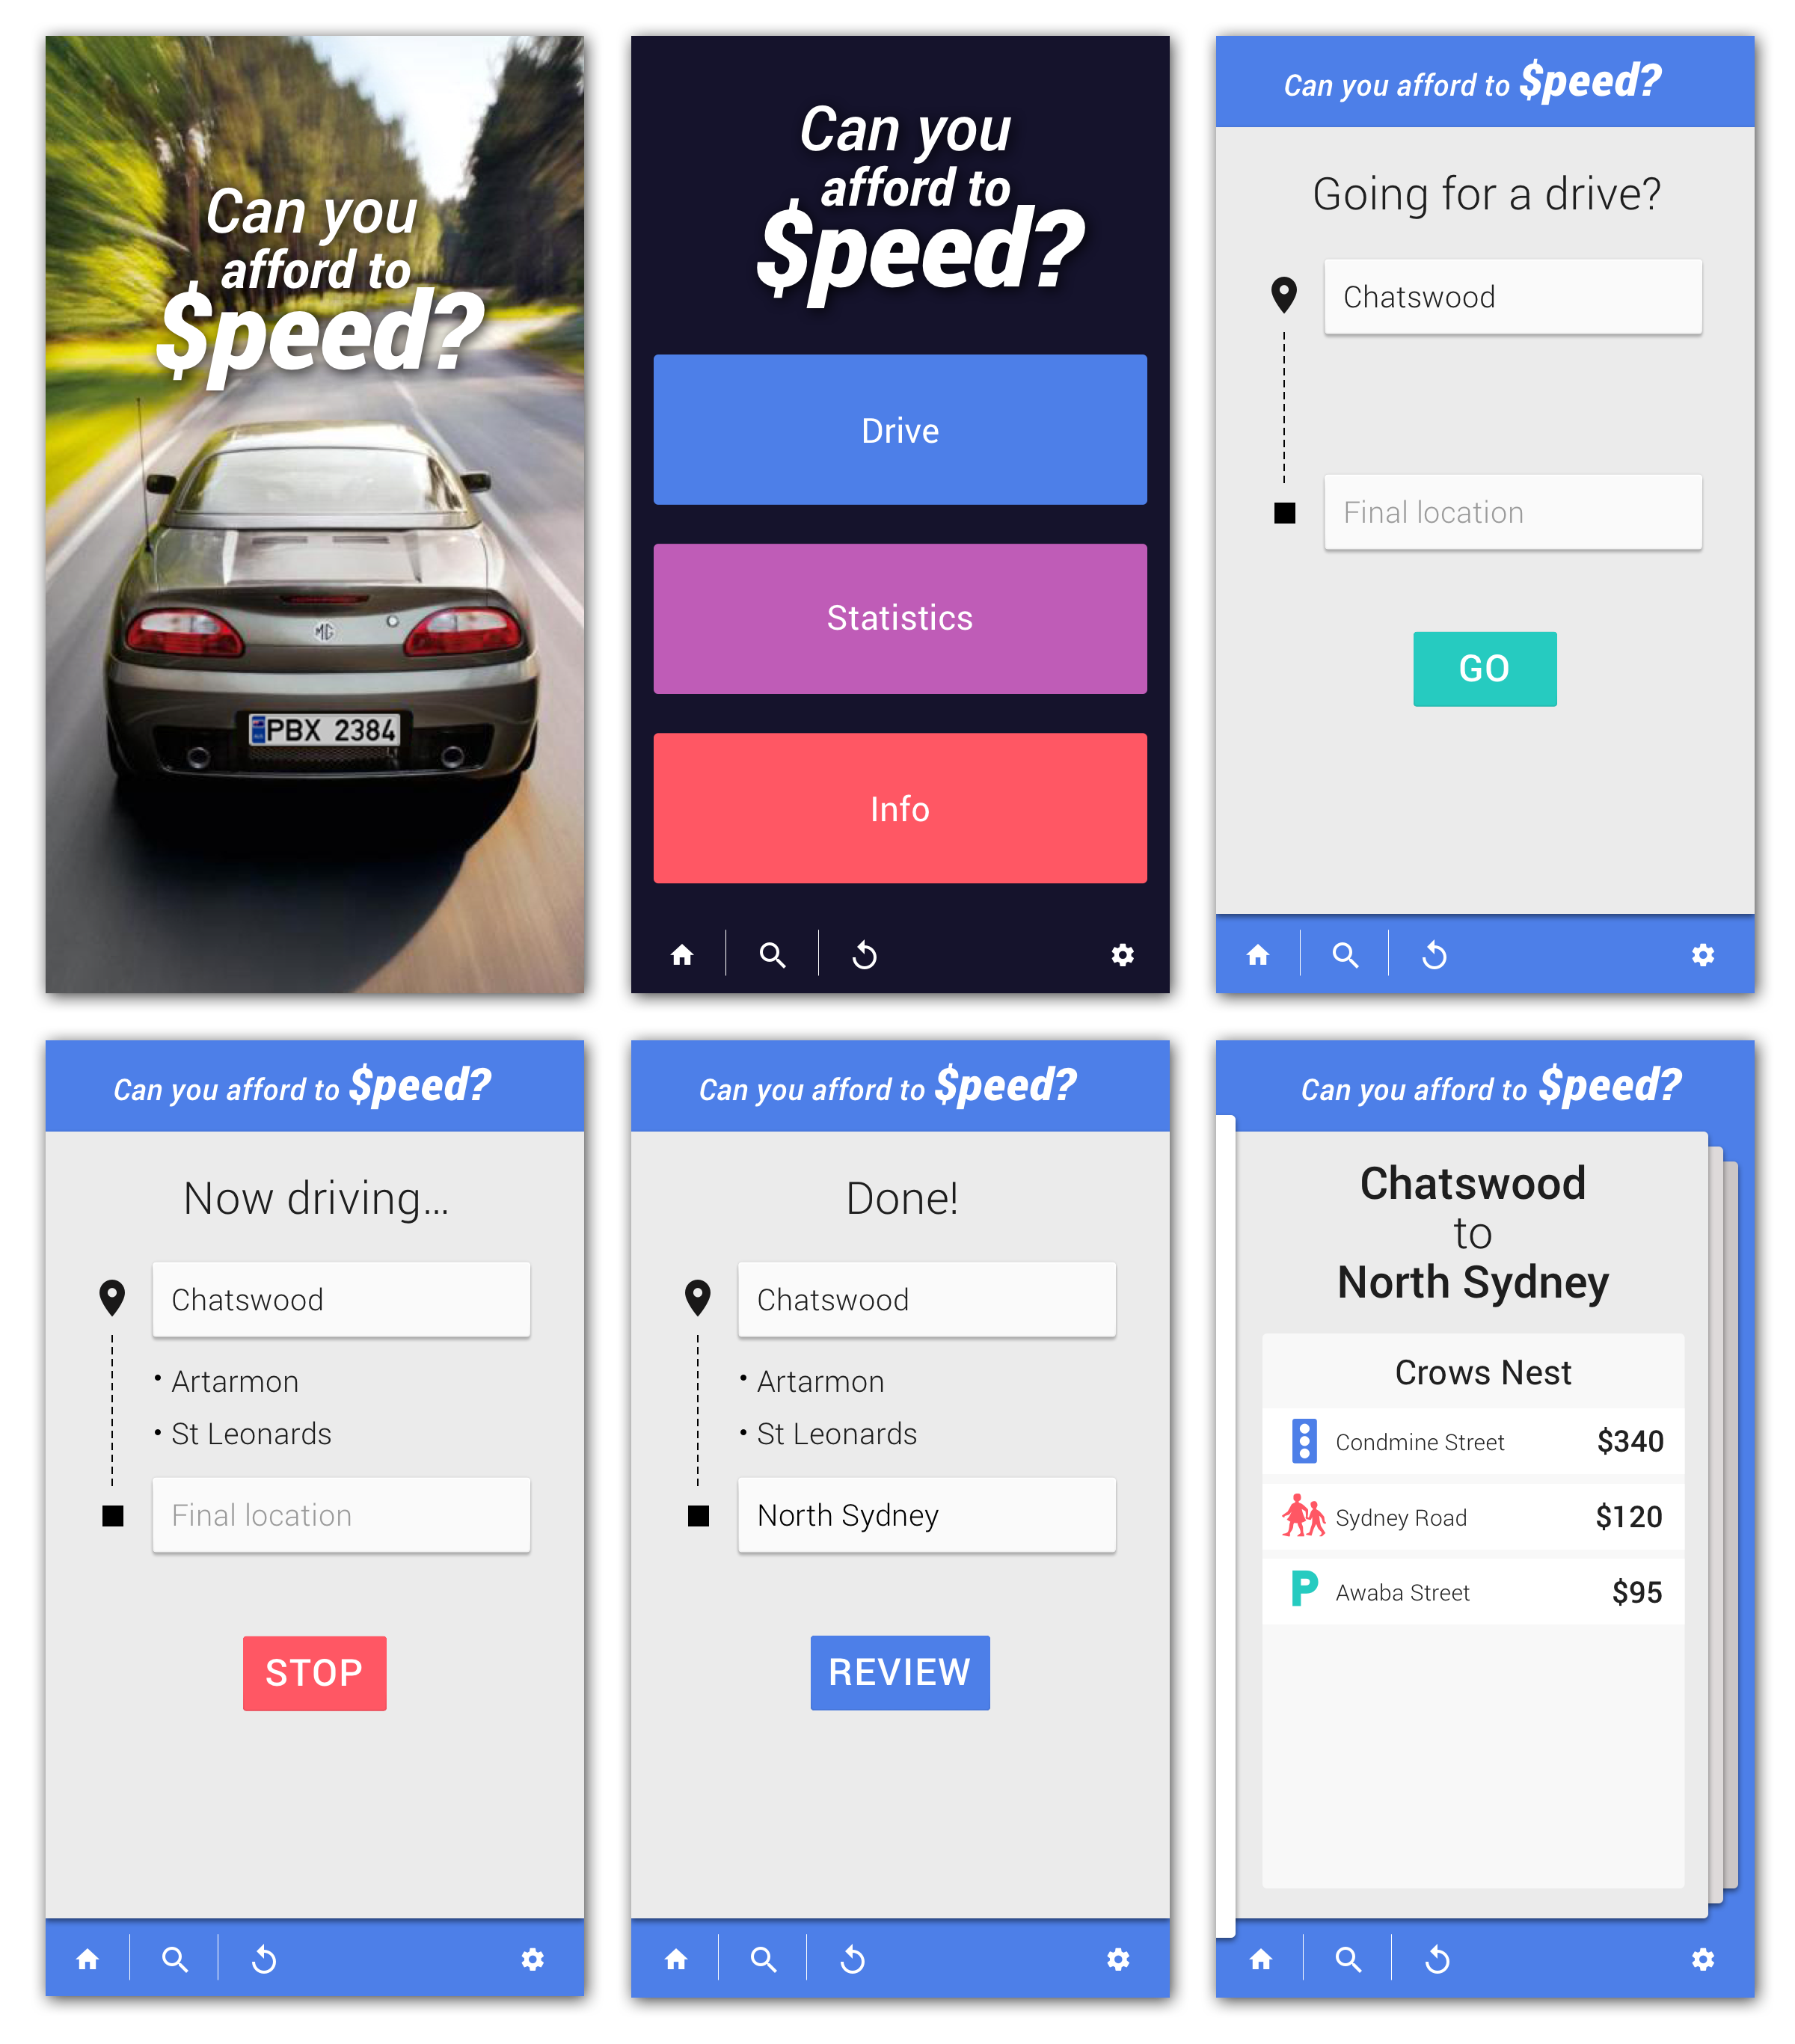 Can you
afford to
$peed?
MG
PBX 2384
Can you
afford to
$peed?
Drive
Statistics
Info
Can you afford to $peed?
Going for a drive?
Chatswood
Final location
GO
Can you afford to $peed?
Now driving...
Chatswood
• Artarmon
• St Leonards
Final location
STOP
Can you afford to $peed?
Done!
Chatswood
• Artarmon
• St Leonards
North Sydney
REVIEW
Can you afford to $peed?
Chatswood
to
North Sydney
Crows Nest
Condmine Street $340
Sydney Road $120
P Awaba Street $95